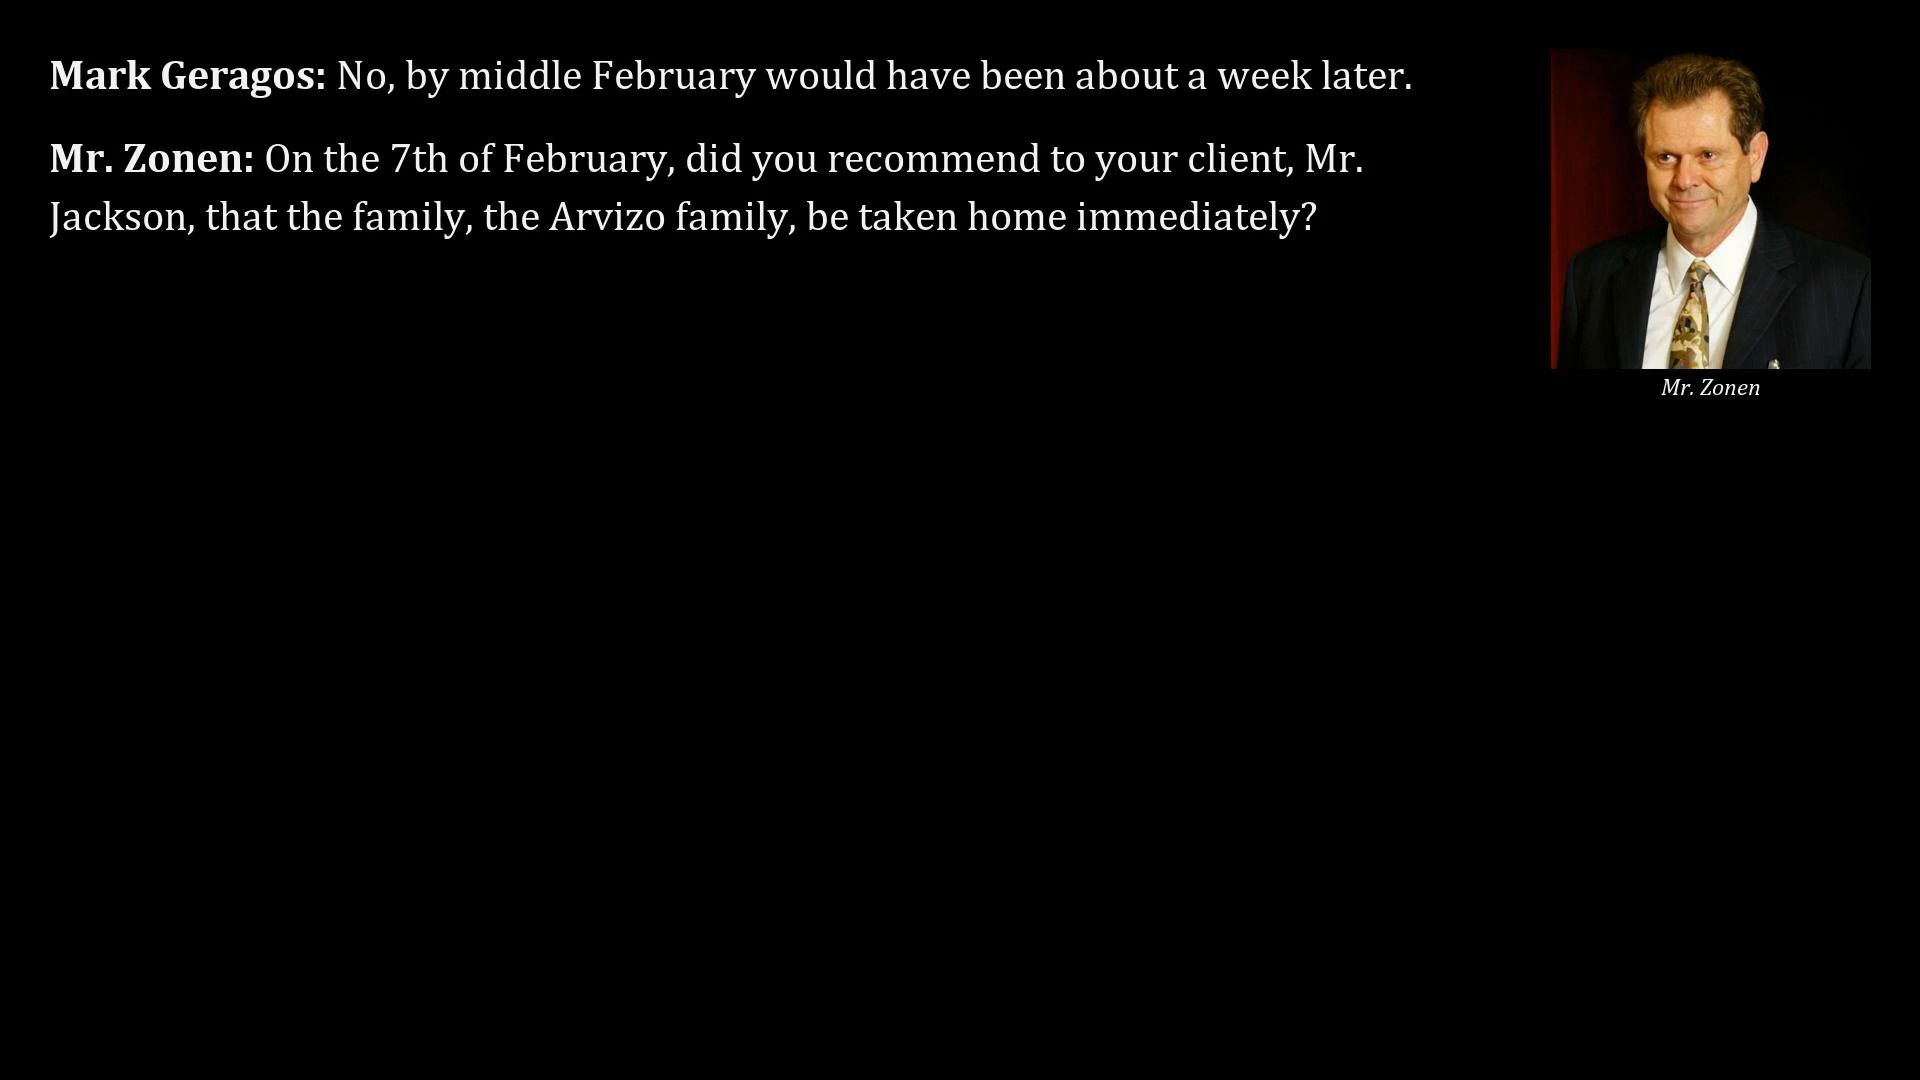 Mark Geragos: No, by middle February would have been about a week later.
Mr. Zonen: On the 7th of February, did you recommend to your client, Mr.
Jackson, that the family, the Arvizo family, be taken home immediately?
Mr. Zonen